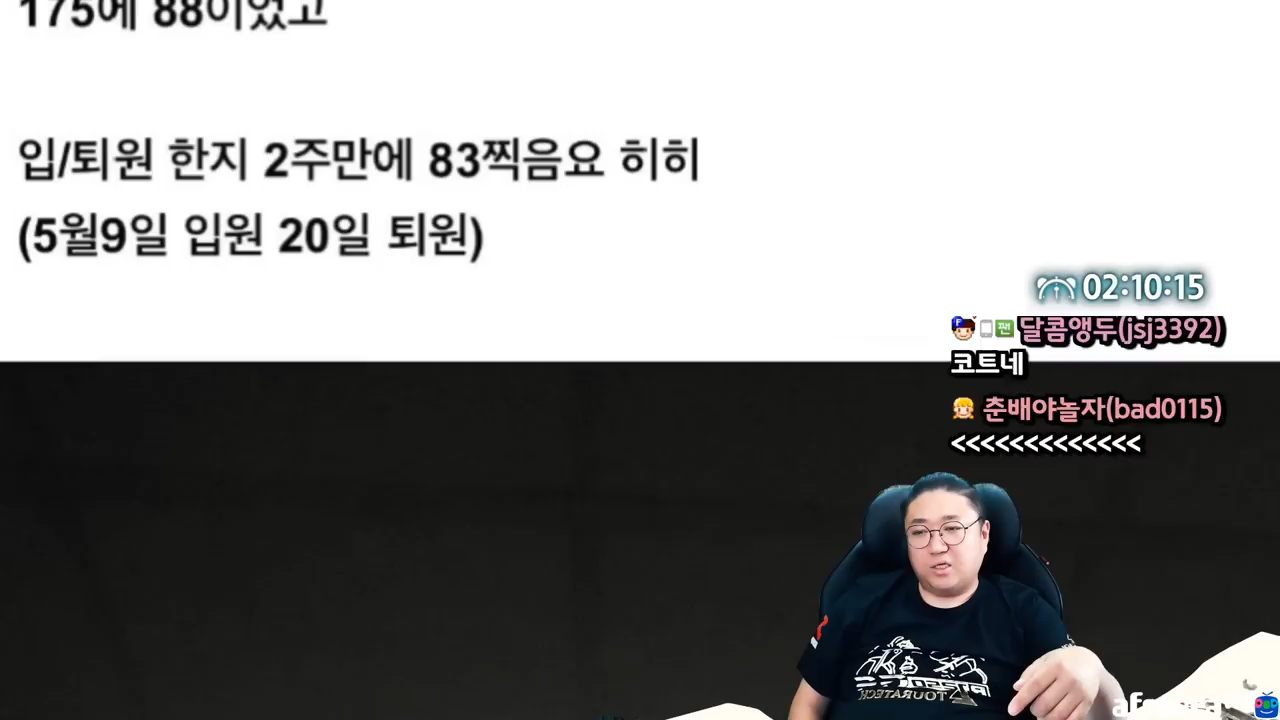 175에 88이었고
입/퇴원 한지 2주만에 83찍음요 히히
(5월9일 입원 20일 퇴원)
02:10:15
팬 달콤앵두(jsj3392)
코트네
춘배야놀자(bad0115)
<<<<<<<<<<<<<
TOURATECH